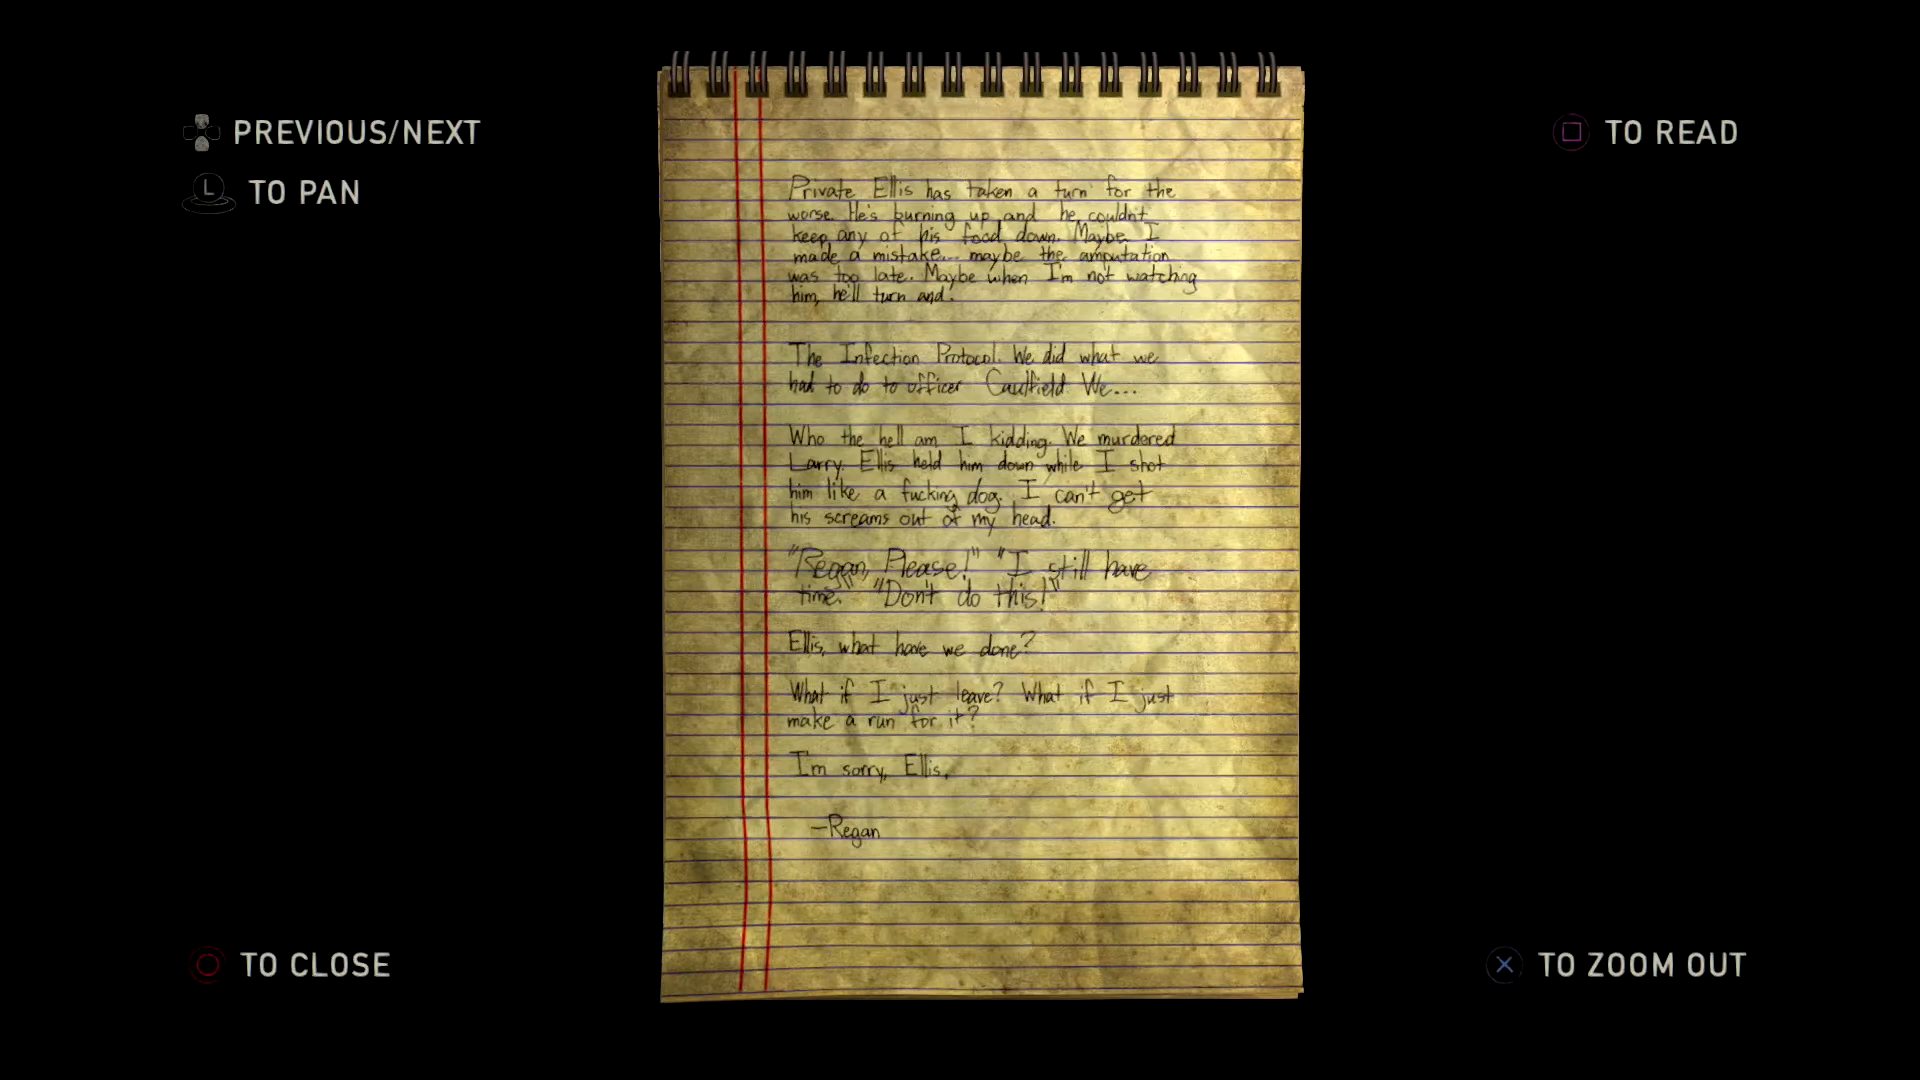 PREVIOUS/NEXT
L TO PAN
TO READ
Private Ellis has taken a turn for the
worse. He's burning up and he couldn't
keep any of his food down. Maybe I
made a mistake... maybe the amputation
was too late. Maybe when I'm not watching
him, he'll turn and.
The Infection Protocol. We did what we
had to do to officer Caulfield. We...
Who the hell am I kidding. We murdered
Larry. Ellis held him down while I shot
him like a fucking dog. I can't get
his screams out of my head.
"Regan, Please!" "I still have
time." "Don't do this!"
Ellis, what have we done?
What if I just leave? What if I just
make a run for it?
I'm sorry, Ellis,
-Regan
TO CLOSE
TO ZOOM OUT